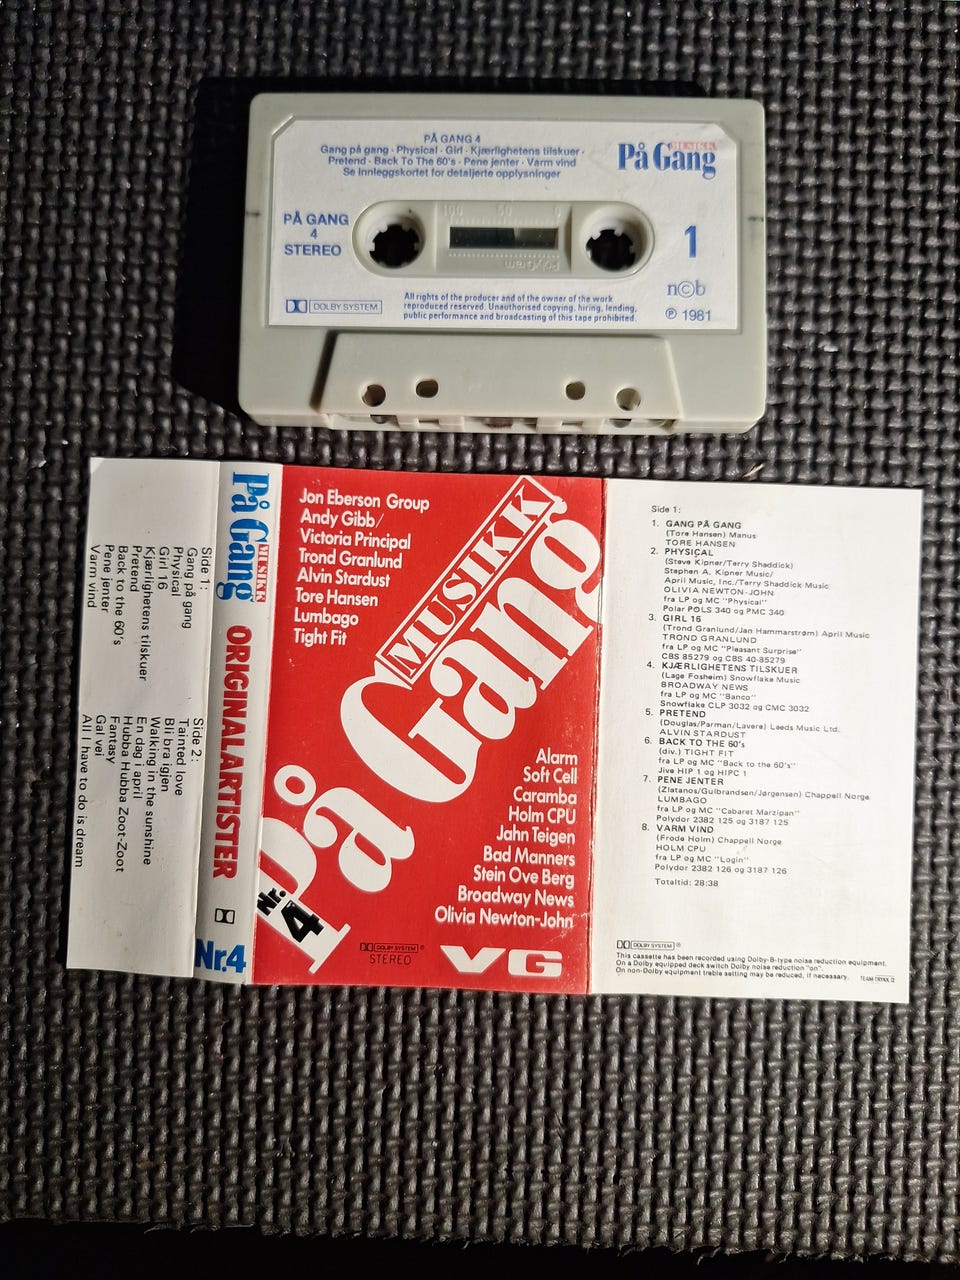 PÅ GANG 4
Gang på gang · Physical · Girl · Kjærlighetens tilskuer ·
Pretend · Back To The 60's · Pene jenter · Varm vind
Se innleggskortet for detaljerte opplysninger
MUSIKK
På Gang
PÅ GANG
4
STEREO
100 50 0
PolyGram
1
n©b
DOLBY SYSTEM
All rights of the producer and of the owner of the work
reproduced reserved. Unauthorised copying, hiring, lending,
public performance and broadcasting of this tape prohibited.
℗ 1981
Side 1:
Gang på gang
Physical
Girl 16
Kjærlighetens tilskuer
Pretend
Back to the 60's
Pene jenter
Varm vind
Side 2:
Tainted love
Bli bra igjen
Walking in the sunshine
En dag i april
Hubba Hubba Zoot-Zoot
Fantasy
Gal vei
All I have to do is dream
MUSIKK
På Gang
ORIGINALARTISTER
Nr.4
Jon Eberson Group
Andy Gibb/
Victoria Principal
Trond Granlund
Alvin Stardust
Tore Hansen
Lumbago
Tight Fit
MUSIKK
På Gang
Nr.
4
Alarm
Soft Cell
Caramba
Holm CPU
Jahn Teigen
Bad Manners
Stein Ove Berg
Broadway News
Olivia Newton-John
DOLBY SYSTEM ®
STEREO
VG
Side 1:
1. GANG PÅ GANG
(Tore Hansen) Manus
TORE HANSEN
2. PHYSICAL
(Steve Kipner/Terry Shaddick)
Stephen A. Kipner Music/
April Music, Inc./Terry Shaddick Music
OLIVIA NEWTON-JOHN
fra LP og MC "Physical"
Polar POLS 340 og PMC 340
3. GIRL 16
(Trond Granlund/Jan Hammarstrøm) April Music
TROND GRANLUND
fra LP og MC "Pleasant Surprise"
CBS 85279 og CBS 40-85279
4. KJÆRLIGHETENS TILSKUER
(Lage Fosheim) Snowflake Music
BROADWAY NEWS
fra LP og MC "Banco"
Snowflake CLP 3032 og CMC 3032
5. PRETEND
(Douglas/Parman/Lavere) Leeds Music Ltd.
ALVIN STARDUST
6. BACK TO THE 60's
(div.) TIGHT FIT
fra LP og MC "Back to the 60's"
Jive HIP 1 og HIPC 1
7. PENE JENTER
(Zlatanos/Gulbrandsen/Jørgensen) Chappell Norge
LUMBAGO
fra LP og MC "Cabaret Marzipan"
Polydor 2382 125 og 3187 125
8. VARM VIND
(Frode Holm) Chappell Norge
HOLM CPU
fra LP og MC "Login"
Polydor 2382 126 og 3187 126
Totaltid: 28:38
DOLBY SYSTEM ®
This cassette has been recorded using Dolby-B-type noise reduction equipment.
On a Dolby equipped deck switch Dolby noise reduction "on".
On non-Dolby equipment treble setting may be reduced, if necessary.